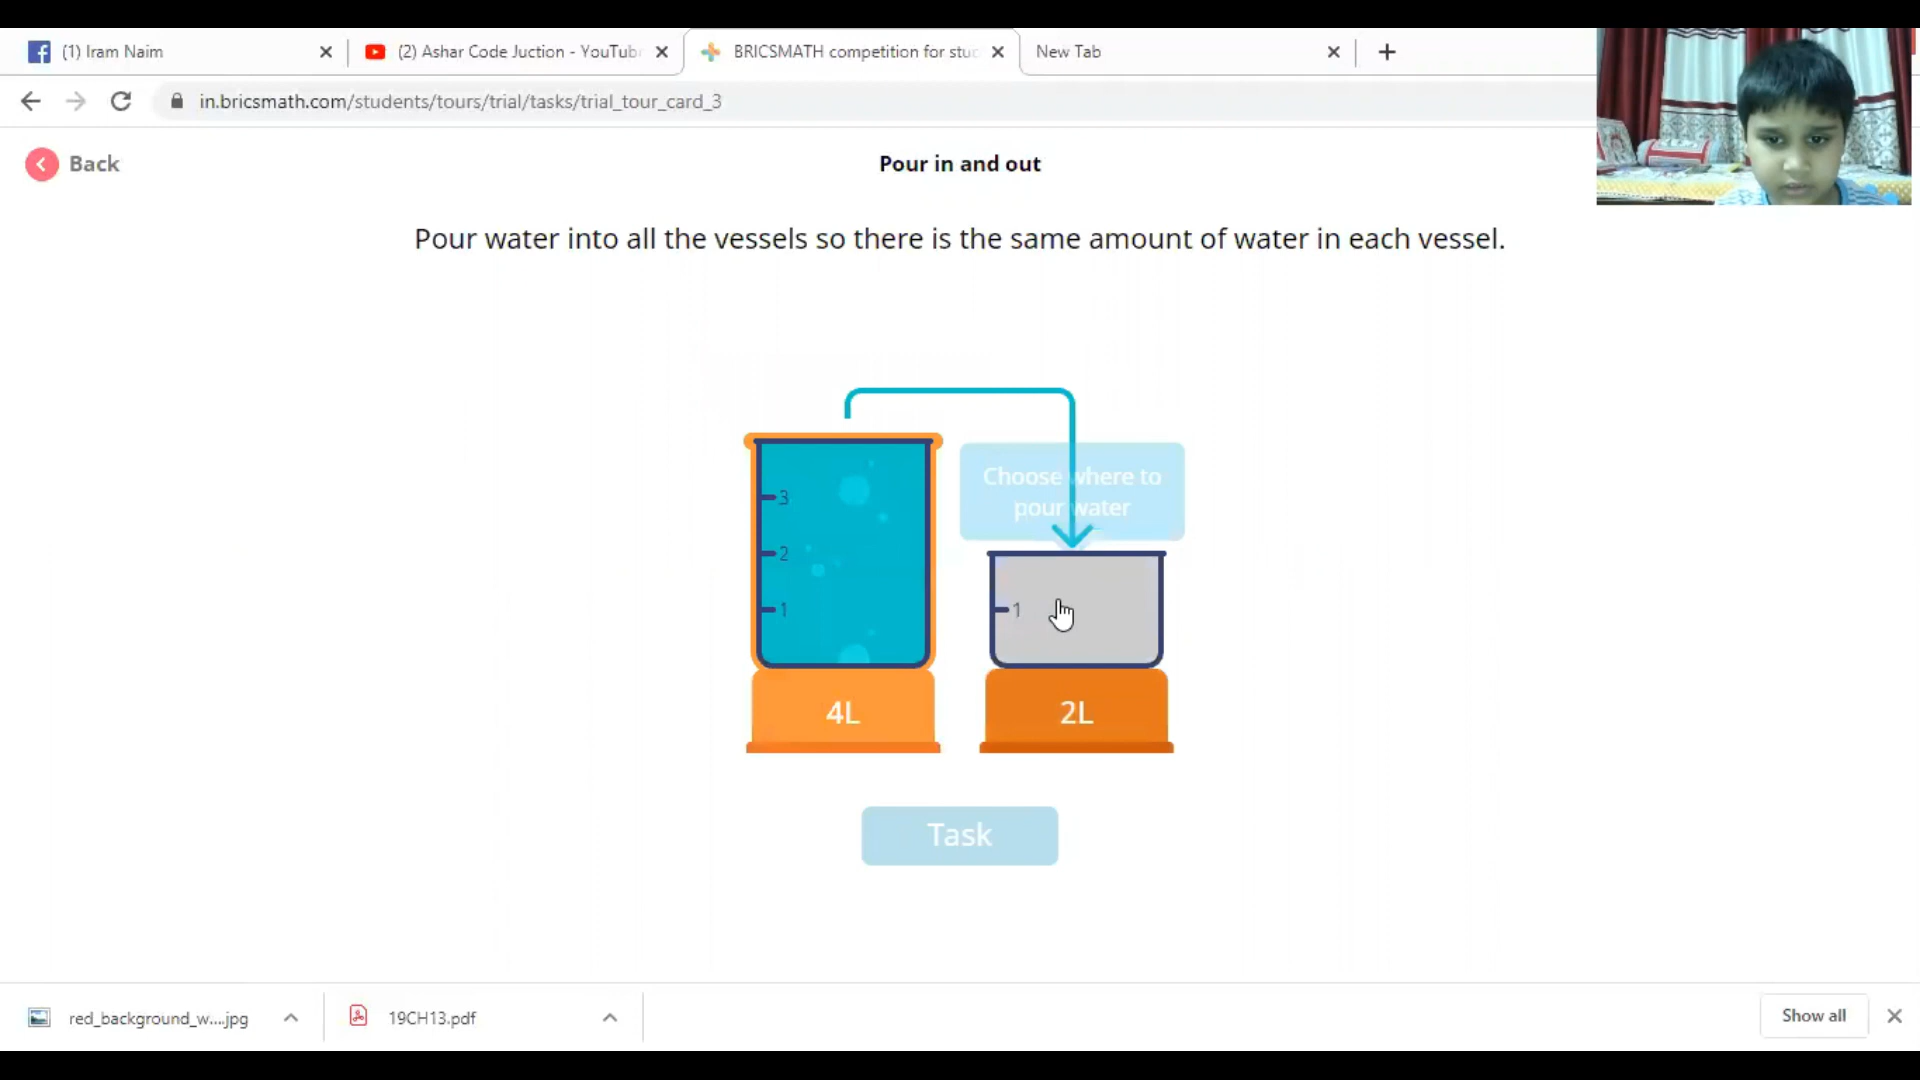 (1) Iram Naim
(2) Ashar Code Juction - YouTub
BRICSMATH competition for stud
New Tab
in.bricsmath.com/students/tours/trial/tasks/trial_tour_card_3
Back
Pour in and out
Pour water into all the vessels so there is the same amount of water in each vessel.
Choose where to
pour water
3
2
1
1
4L
2L
Task
red_background_w....jpg
19CH13.pdf
Show all